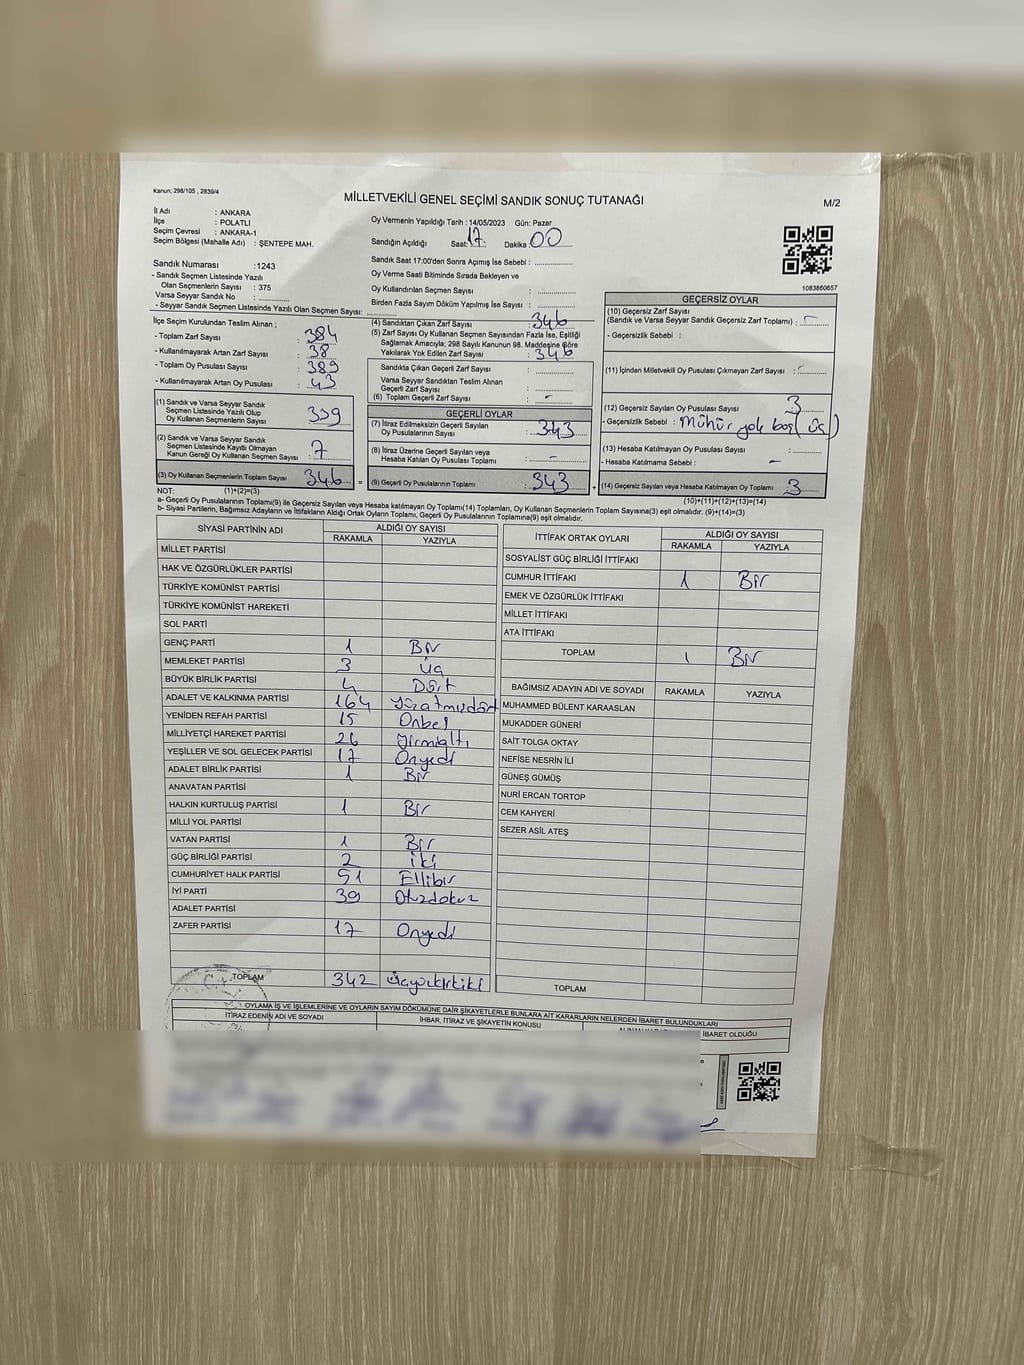 Kanun; 298/105 , 2839/4
MİLLETVEKİLİ GENEL SEÇİMİ SANDIK SONUÇ TUTANAĞI
M/2
İl Adı : ANKARA
İlçe : POLATLI
Seçim Çevresi : ANKARA-1
Seçim Bölgesi (Mahalle Adı) : ŞENTEPE MAH.
Sandık Numarası : 1243
- Sandık Seçmen Listesinde Yazılı
Olan Seçmenlerin Sayısı : 375
Varsa Seyyar Sandık No :
- Seyyar Sandık Seçmen Listesinde Yazılı Olan Seçmen Sayısı:
Oy Vermenin Yapıldığı Tarih : 14/05/2023 Gün: Pazar
Sandığın Açıldığı Saat: 17 Dakika 00
Sandık Saat 17:00'den Sonra Açılmış İse Sebebi :
Oy Verme Saati Bitiminde Sırada Bekleyen ve
Oy Kullandırılan Seçmen Sayısı :
Birden Fazla Sayım Döküm Yapılmış İse Sayısı :
1083860657
İlçe Seçim Kurulundan Teslim Alınan ;
- Toplam Zarf Sayısı : 384
- Kullanılmayarak Artan Zarf Sayısı : 38
- Toplam Oy Pusulası Sayısı : 389
- Kullanılmayarak Artan Oy Pusulası : 43
(1) Sandık ve Varsa Seyyar Sandık
Seçmen Listesinde Yazılı Olup
Oy Kullanan Seçmenlerin Sayısı 339
(2) Sandık ve Varsa Seyyar Sandık
Seçmen Listesinde Kayıtlı Olmayan
Kanun Gereği Oy Kullanan Seçmen Sayısı : 7
(3) Oy Kullanan Seçmenlerin Toplam Sayısı 346
(1)+(2)=(3)
(4) Sandıktan Çıkan Zarf Sayısı : 346
(5) Zarf Sayısı Oy Kullanan Seçmen Sayısından Fazla İse, Eşitliği
Sağlamak Amacıyla; 298 Sayılı Kanunun 98. Maddesine Göre
Yakılarak Yok Edilen Zarf Sayısı : 346
Sandıkta Çıkan Geçerli Zarf Sayısı :
Varsa Seyyar Sandıktan Teslim Alınan
Geçerli Zarf Sayısı :
(6) Toplam Geçerli Zarf Sayısı : -
GEÇERLİ OYLAR
(7) İtiraz Edilmeksizin Geçerli Sayılan
Oy Pusulalarının Sayısı : 343
(8) İtiraz Üzerine Geçerli Sayılan veya
Hesaba Katılan Oy Pusulası Toplamı : -
= (9) Geçerli Oy Pusulalarının Toplamı : 343
GEÇERSİZ OYLAR
(10) Geçersiz Zarf Sayısı
(Sandık ve Varsa Seyyar Sandık Geçersiz Zarf Toplamı) : -
- Geçersizlik Sebebi :
(11) İçinden Milletvekili Oy Pusulası Çıkmayan Zarf Sayısı : -
(12) Geçersiz Sayılan Oy Pusulası Sayısı : 3
- Geçersizlik Sebebi : Mühür yok boş (üç)
(13) Hesaba Katılmayan Oy Pusulası Sayısı :
- Hesaba Katılmama Sebebi : -
+ (14) Geçersiz Sayılan veya Hesaba Katılmayan Oy Toplamı : 3
(10)+(11)+(12)+(13)=(14)
NOT:
a- Geçerli Oy Pusulalarının Toplamı(9) ile Geçersiz Sayılan veya Hesaba katılmayan Oy Toplamı(14) Toplamları, Oy Kullanan Seçmenlerin Toplam Sayısına(3) eşit olmalıdır. (9)+(14)=(3)
b- Siyasi Partilerin, Bağımsız Adayların ve İttifakların Aldığı Oyların Toplamı, Geçerli Oy Pusulalarının Toplamına(9) eşit olmalıdır.
SİYASİ PARTİNİN ADI ALDIĞI OY SAYISI
RAKAMLA YAZIYLA
MİLLET PARTİSİ
HAK VE ÖZGÜRLÜKLER PARTİSİ
TÜRKİYE KOMÜNİST PARTİSİ
TÜRKİYE KOMÜNİST HAREKETİ
SOL PARTİ
GENÇ PARTİ 1 Bir
MEMLEKET PARTİSİ 3 Üç
BÜYÜK BİRLİK PARTİSİ 4 Dört
ADALET VE KALKINMA PARTİSİ 164 Yüzatmışdört
YENİDEN REFAH PARTİSİ 15 Onbeş
MİLLİYETÇİ HAREKET PARTİSİ 26 Yirmialtı
YEŞİLLER VE SOL GELECEK PARTİSİ 17 Onyedi
ADALET BİRLİK PARTİSİ 1 Bir
ANAVATAN PARTİSİ
HALKIN KURTULUŞ PARTİSİ 1 Bir
MİLLİ YOL PARTİSİ
VATAN PARTİSİ 1 Bir
GÜÇ BİRLİĞİ PARTİSİ 2 iki
CUMHURİYET HALK PARTİSİ 51 Ellibir
İYİ PARTİ 39 Otuzdokuz
ADALET PARTİSİ
ZAFER PARTİSİ 17 Onyedi
TOPLAM 342 üçyüzkırkiki
İTTİFAK ORTAK OYLARI ALDIĞI OY SAYISI
RAKAMLA YAZIYLA
SOSYALİST GÜÇ BİRLİĞİ İTTİFAKI
CUMHUR İTTİFAKI 1 Bir
EMEK VE ÖZGÜRLÜK İTTİFAKI
MİLLET İTTİFAKI
ATA İTTİFAKI
TOPLAM 1 Bir
BAĞIMSIZ ADAYIN ADI VE SOYADI RAKAMLA YAZIYLA
MUHAMMED BÜLENT KARAASLAN
MUKADDER GÜNERİ
SAİT TOLGA OKTAY
NEFİSE NESRİN İLİ
GÜNEŞ GÜMÜŞ
NURİ ERCAN TORTOP
CEM KAHYERİ
SEZER ASİL ATEŞ
TOPLAM
OYLAMA İŞ VE İŞLEMLERİNE VE OYLARIN SAYIM DÖKÜMÜNE DAİR ŞİKAYETLERLE BUNLARA AİT KARARLARIN NELERDEN İBARET BULUNDUKLARI
İTİRAZ EDENİN ADI VE SOYADI İHBAR, İTİRAZ VE ŞİKAYETİN KONUSU İBARET OLDUĞU